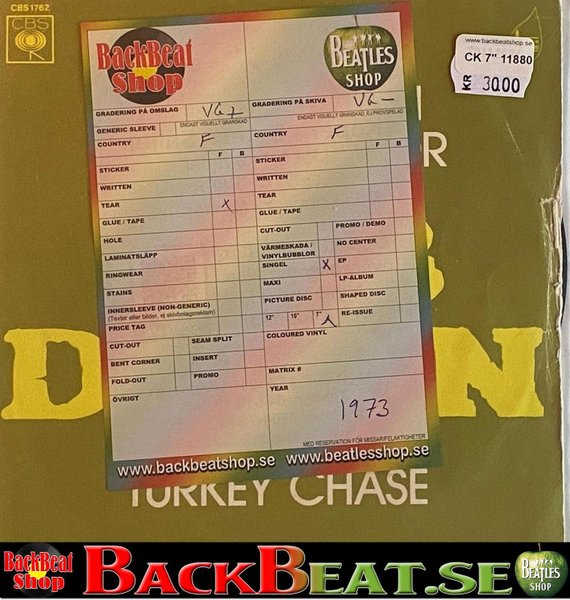 CBS 1762
CBS
BackBeat
Shop
BEATLES
SHOP
www.backbeatshop.se
CK 7" 11880
KR 30.00
R
GRADERING PÅ OMSLAG
GRADERING PÅ SKIVA
VG -
ENDAST VISUELLT GRANSKAD
ENDAST VISUELLT GRANSKAD, EJ PROVSPELAD
GENERIC SLEEVE
COUNTRY
F
COUNTRY
F
F B
F B
STICKER
STICKER
WRITTEN
WRITTEN
TEAR
X
TEAR
GLUE / TAPE
GLUE / TAPE
HOLE
CUT-OUT
PROMO / DEMO
LAMINATSLÄPP
VÄRMESKADA /
VINYLBUBBLOR
NO CENTER
RINGWEAR
SINGEL
X
EP
STAINS
MAXI
LP-ALBUM
INNERSLEEVE (NON-GENERIC)
(Texter eller bilder, ej skivbolagsreklam)
PICTURE DISC
SHAPED DISC
PRICE TAG
12" 10" 7"
RE-ISSUE
CUT-OUT
SEAM SPLIT
COLOURED VINYL
BENT CORNER
INSERT
FOLD-OUT
PROMO
MATRIX #
ÖVRIGT
YEAR
1973
MED RESERVATION FÖR MISSAR/FELAKTIGHETER
www.backbeatshop.se www.beatlesshop.se
D N
TURKEY CHASE
BackBeat
Shop
BACKBEAT.SE
BEATLES
SHOP